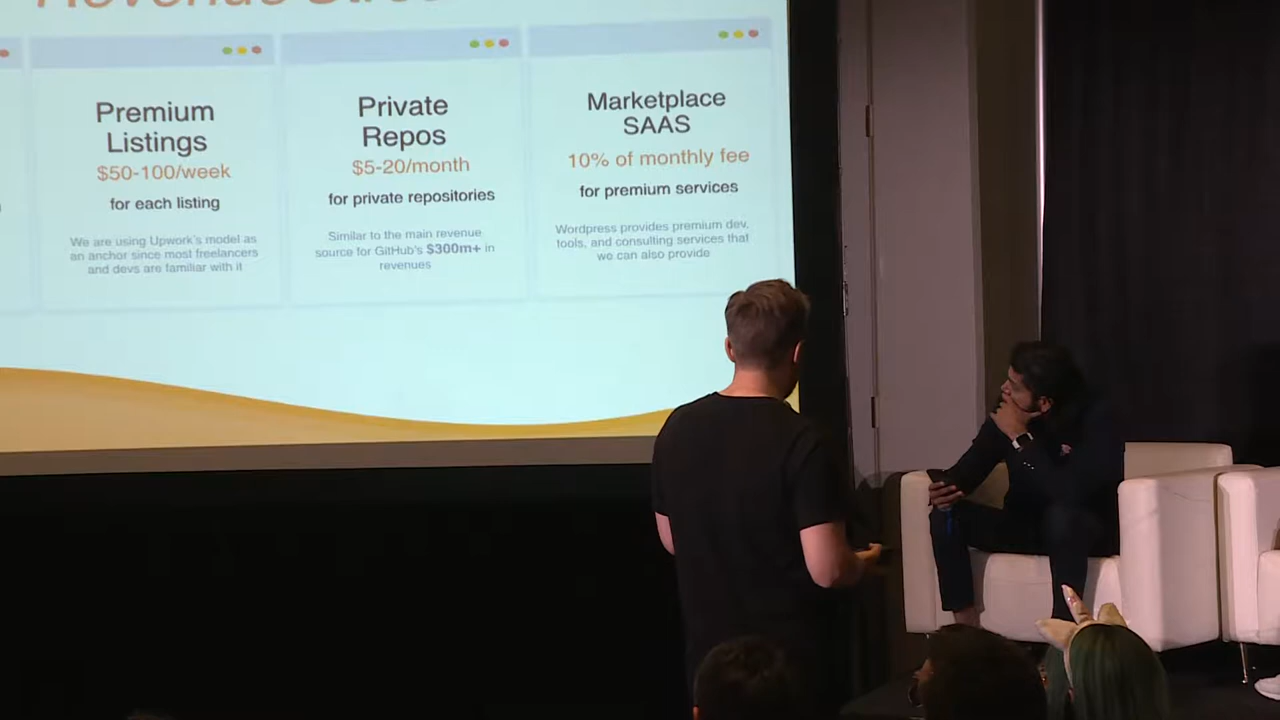 Revenue Stre
Premium
Listings
$50-100/week
for each listing
We are using Upwork's model as
an anchor since most freelancers
and devs are familiar with it
Private
Repos
$5-20/month
for private repositories
Similar to the main revenue
source for GitHub's $300m+ in
revenues
Marketplace
SAAS
10% of monthly fee
for premium services
Wordpress provides premium dev,
tools, and consulting services that
we can also provide